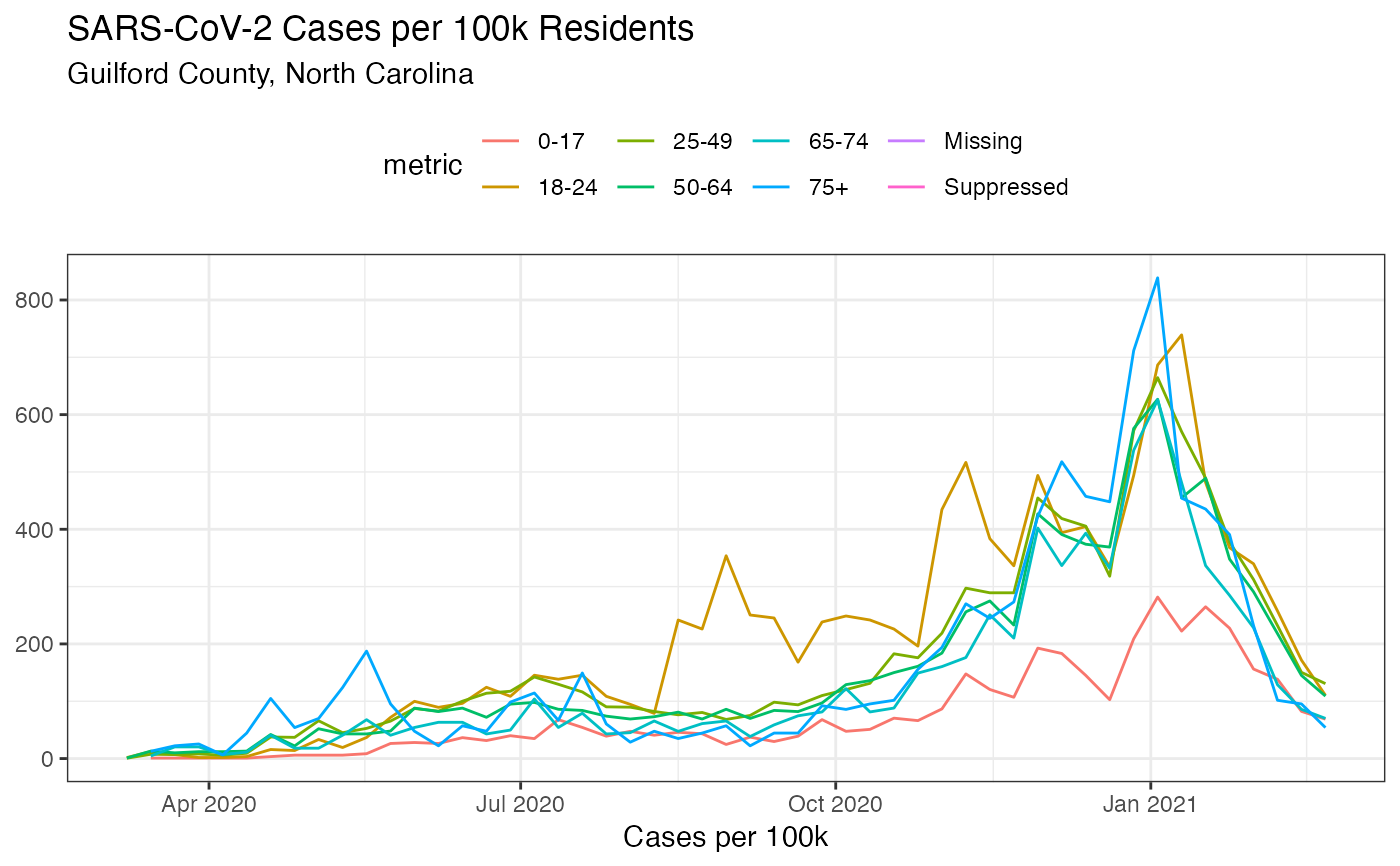 SARS-CoV-2 Cases per 100k Residents
Guilford County, North Carolina
metric
0-17 25-49 65-74 Missing
18-24 50-64 75+ Suppressed
800
600
400
200
0
Apr 2020 Jul 2020 Oct 2020 Jan 2021
Cases per 100k